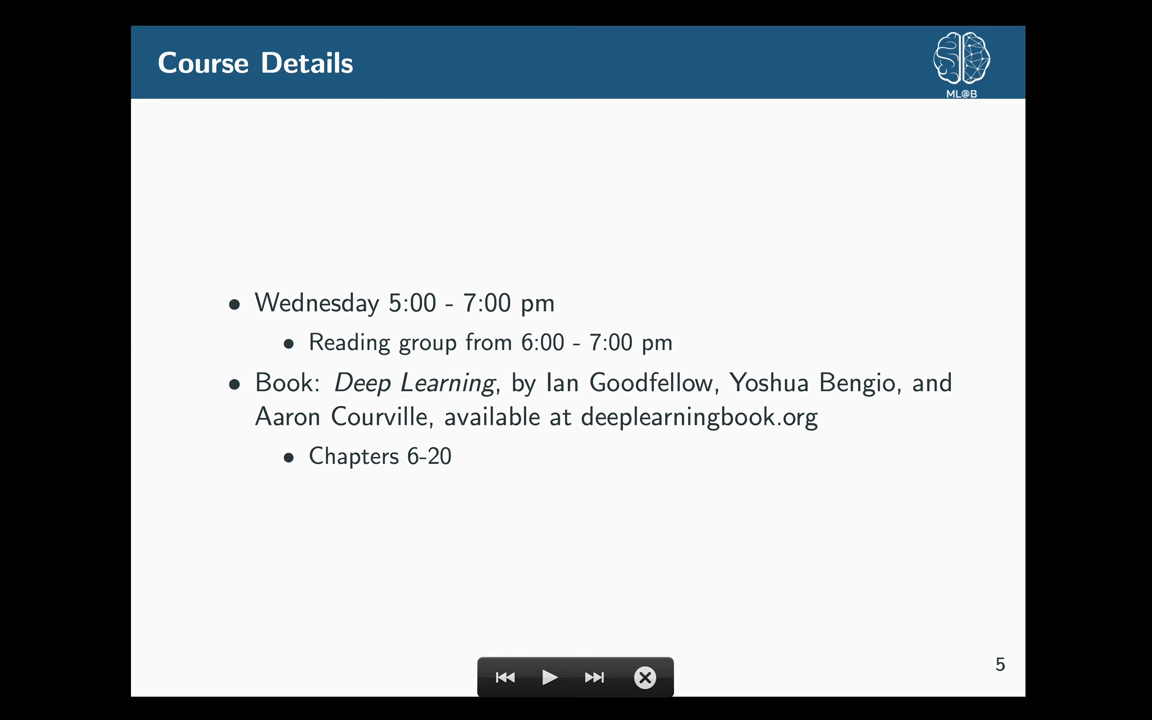 Course Details
ML@B
• Wednesday 5:00 - 7:00 pm
• Reading group from 6:00 - 7:00 pm
• Book: Deep Learning, by Ian Goodfellow, Yoshua Bengio, and
Aaron Courville, available at deeplearningbook.org
• Chapters 6-20
5